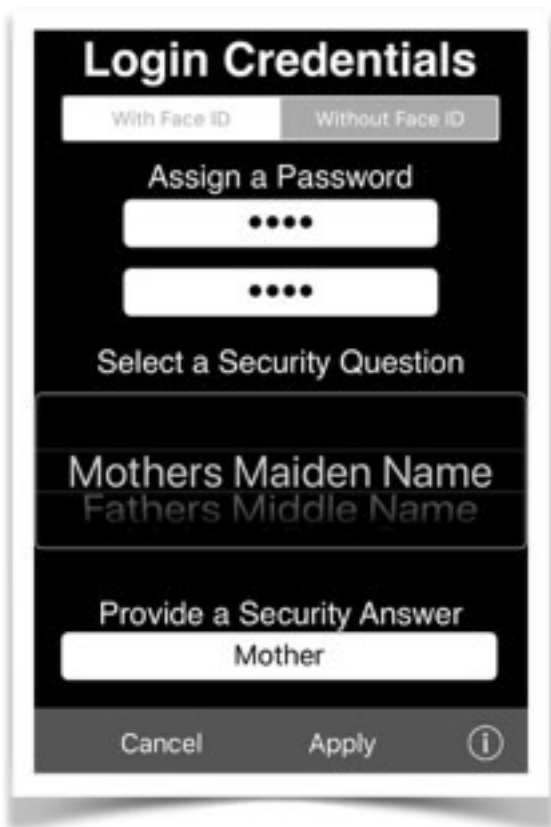 Login Credentials
With Face ID Without Face ID
Assign a Password
••••
••••
Select a Security Question
Mothers Maiden Name
Fathers Middle Name
Provide a Security Answer
Mother
Cancel Apply i